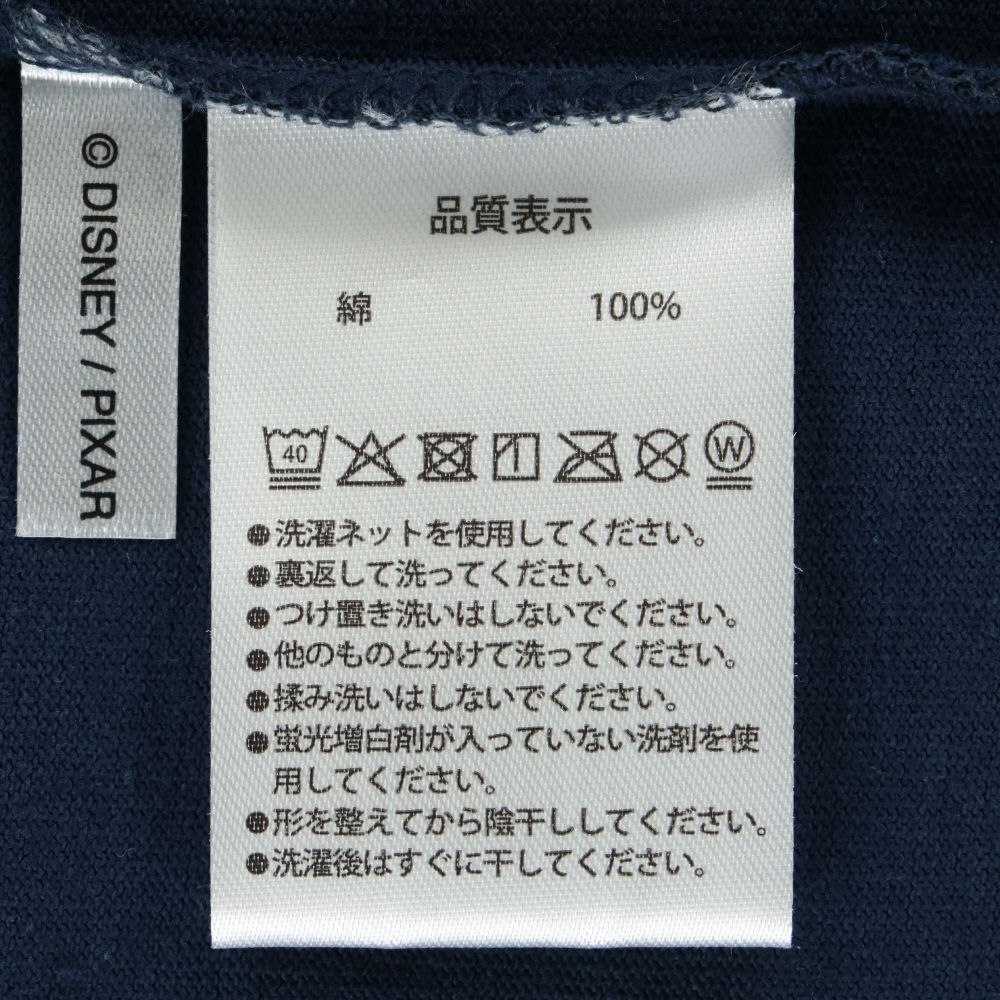 © DISNEY / PIXAR
品質表示
綿 100%
40 W
●洗濯ネットを使用してください。
●裏返して洗ってください。
●つけ置き洗いはしないでください。
●他のものと分けて洗ってください。
●揉み洗いはしないでください。
●蛍光増白剤が入っていない洗剤を使
用してください。
●形を整えてから陰干ししてください。
●洗濯後はすぐに干してください。